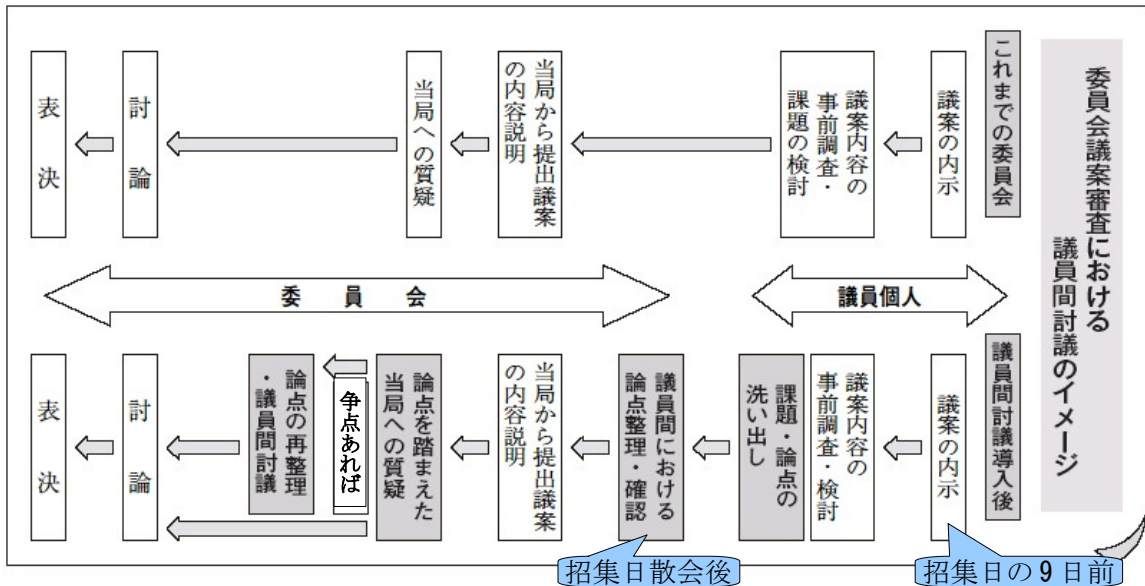 委員会議案審査における
議員間討議のイメージ
これまでの委員会
議案の内示
議案内容の
事前調査・
課題の検討
当局から提出議案
の内容説明
当局への質疑
討論
表決
議員個人
委員会
議員間討議導入後
議案の内示
議案内容の
事前調査・検討
課題・論点の
洗い出し
議員間における
論点整理・確認
当局から提出議案
の内容説明
論点を踏まえた
当局への質疑
争点あれば
論点の再整理
・議員間討議
討論
表決
招集日の9日前
招集日散会後